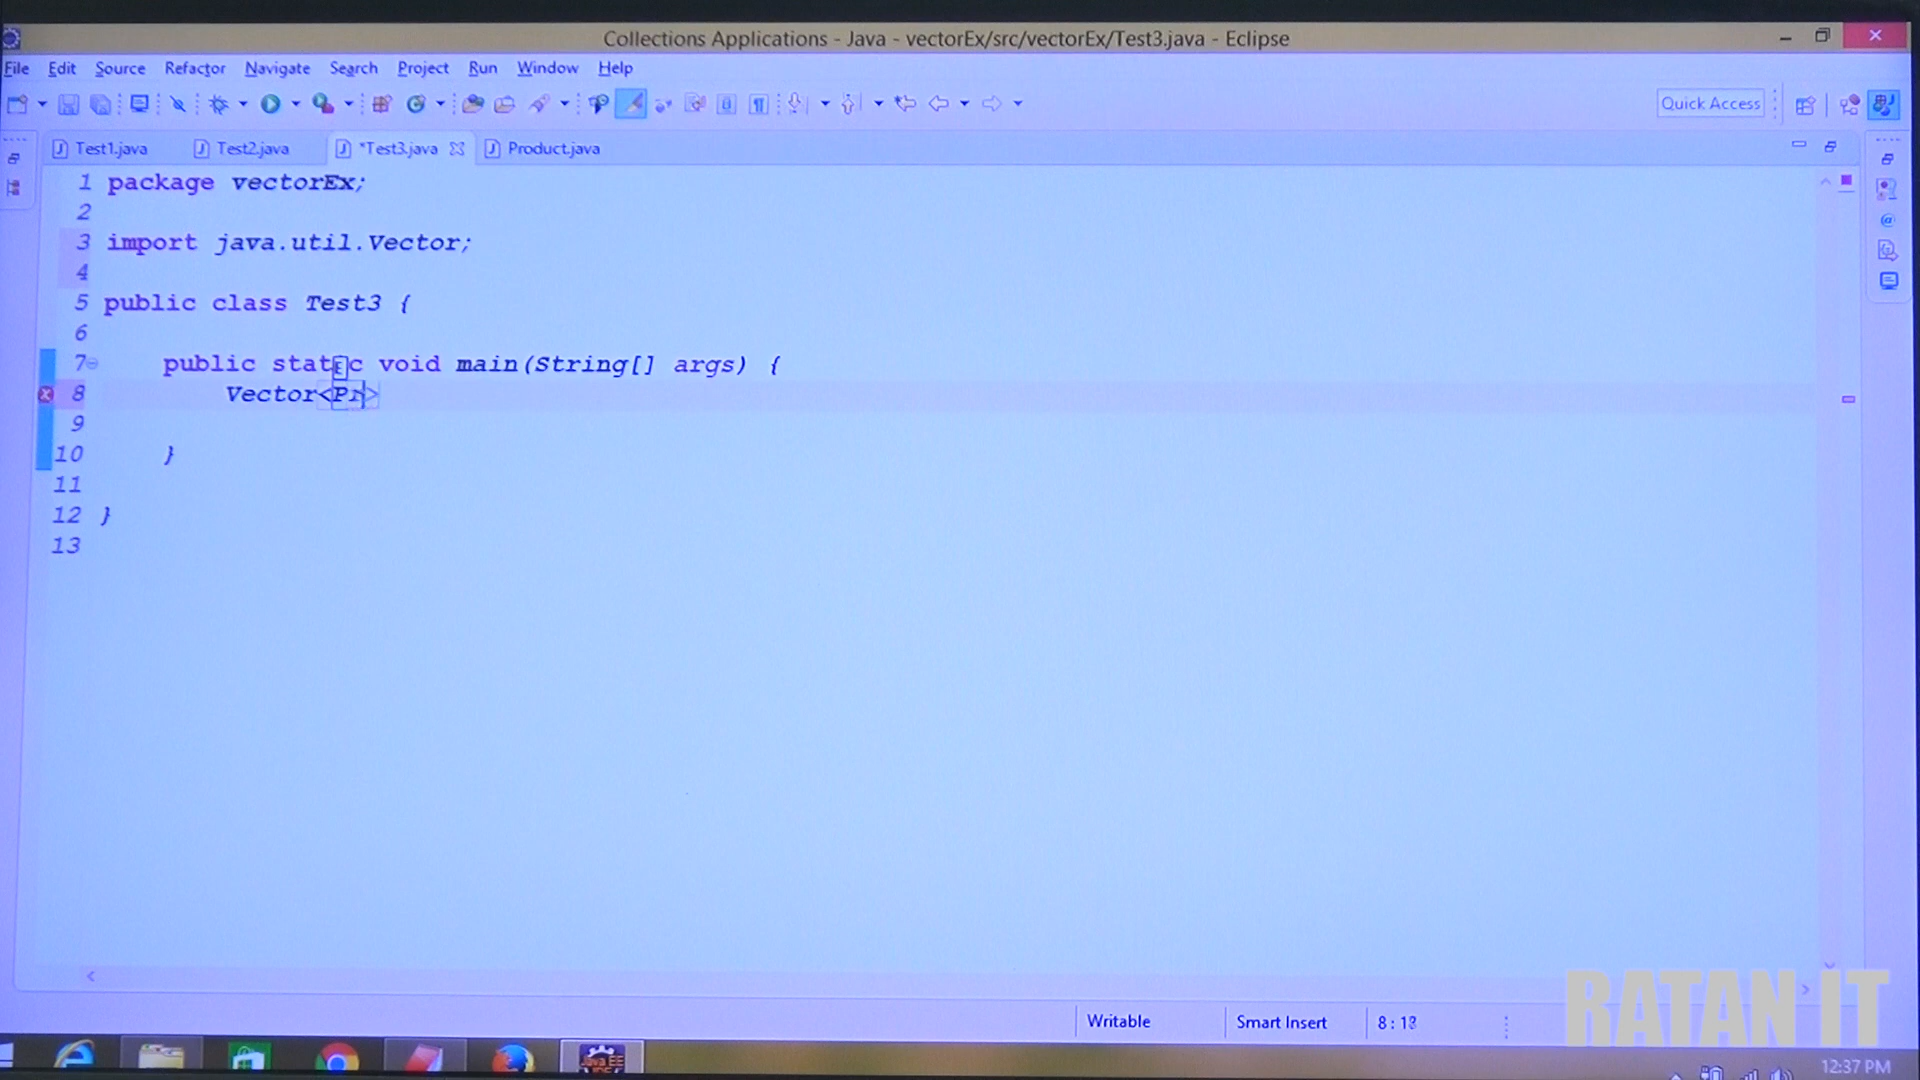 Collections Applications - Java - vectorEx/src/vectorEx/Test3.java - Eclipse
File Edit Source Refactor Navigate Search Project Run Window Help
Quick Access
Test1.java Test2.java *Test3.java Product.java
1 package vectorEx;
2
3 import java.util.Vector;
4
5 public class Test3 {
6
7 public static void main(String[] args) {
8 Vector<Pr>
9
10 }
11
12 }
13
Writable Smart Insert 8 : 13
RATAN IT
Java EE
IDE
12:37 PM